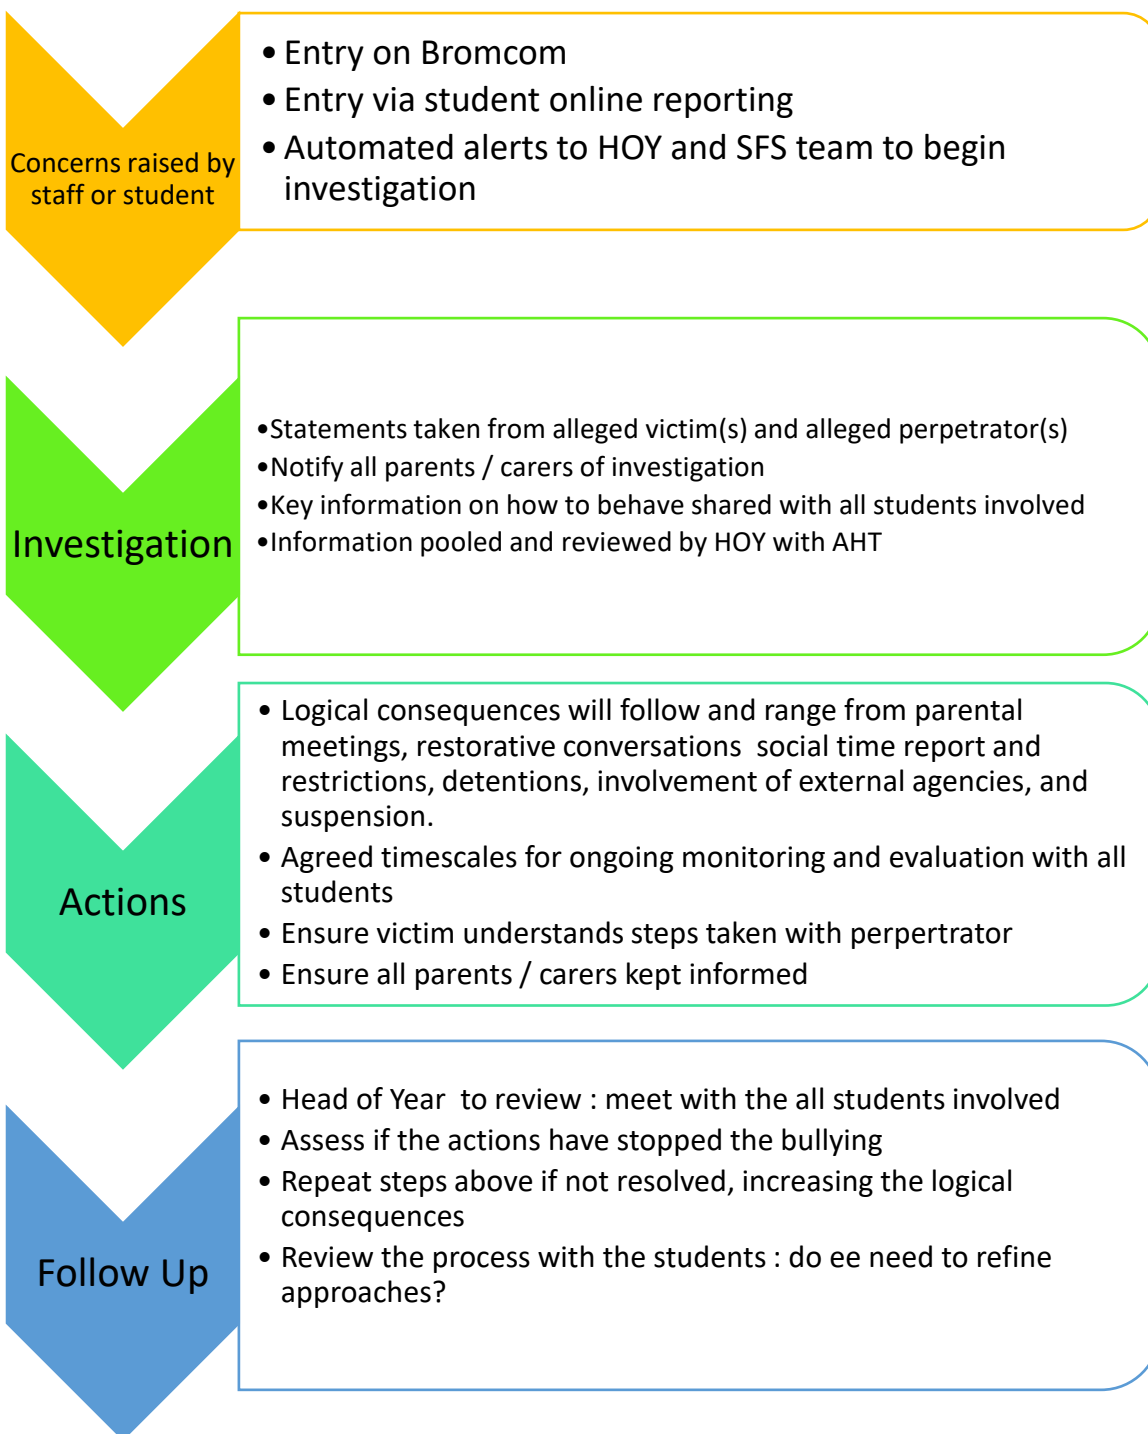 Concerns raised by
staff or student
• Entry on Bromcom
• Entry via student online reporting
• Automated alerts to HOY and SFS team to begin
investigation
Investigation
•Statements taken from alleged victim(s) and alleged perpetrator(s)
•Notify all parents / carers of investigation
•Key information on how to behave shared with all students involved
•Information pooled and reviewed by HOY with AHT
Actions
• Logical consequences will follow and range from parental
meetings, restorative conversations  social time report and
restrictions, detentions, involvement of external agencies, and
suspension.
• Agreed timescales for ongoing monitoring and evaluation with all
students
• Ensure victim understands steps taken with perpertrator
• Ensure all parents / carers kept informed
Follow Up
• Head of Year  to review : meet with the all students involved
• Assess if the actions have stopped the bullying
• Repeat steps above if not resolved, increasing the logical
consequences
• Review the process with the students : do ee need to refine
approaches?